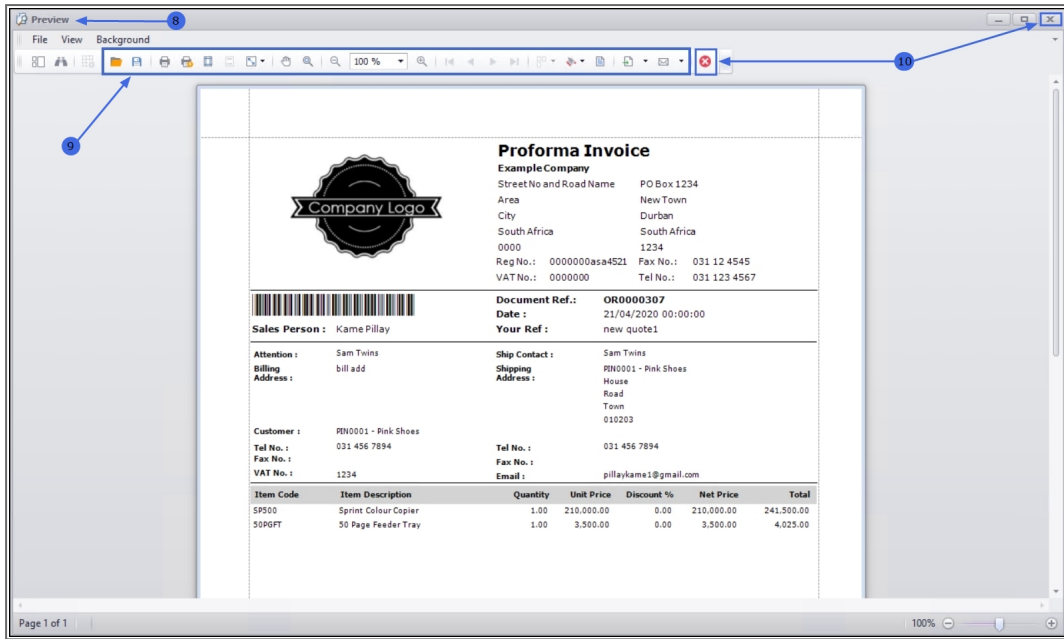 Preview
8
File View Background
100 %
10
9
Company Logo
Proforma Invoice
Example Company
Street No and Road Name PO Box 1234
Area New Town
City Durban
South Africa South Africa
0000 1234
Reg No.: 0000000asa4521 Fax No.: 031 12 4545
VAT No.: 0000000 Tel No.: 031 123 4567
Document Ref.: OR0000307
Date : 21/04/2020 00:00:00
Sales Person : Kame Pillay Your Ref : new quote1
Attention : Sam Twins Ship Contact : Sam Twins
Billing Address : bill add Shipping Address : PIN0001 - Pink Shoes
House
Road
Town
010203
Customer : PIN0001 - Pink Shoes
Tel No. : 031 456 7894 Tel No. : 031 456 7894
Fax No. : Fax No. :
VAT No. : 1234 Email : pillaykame1@gmail.com
Item Code Item Description Quantity Unit Price Discount % Net Price Total
SP500 Sprint Colour Copier 1.00 210,000.00 0.00 210,000.00 241,500.00
50PGFT 50 Page Feeder Tray 1.00 3,500.00 0.00 3,500.00 4,025.00
Page 1 of 1 100%